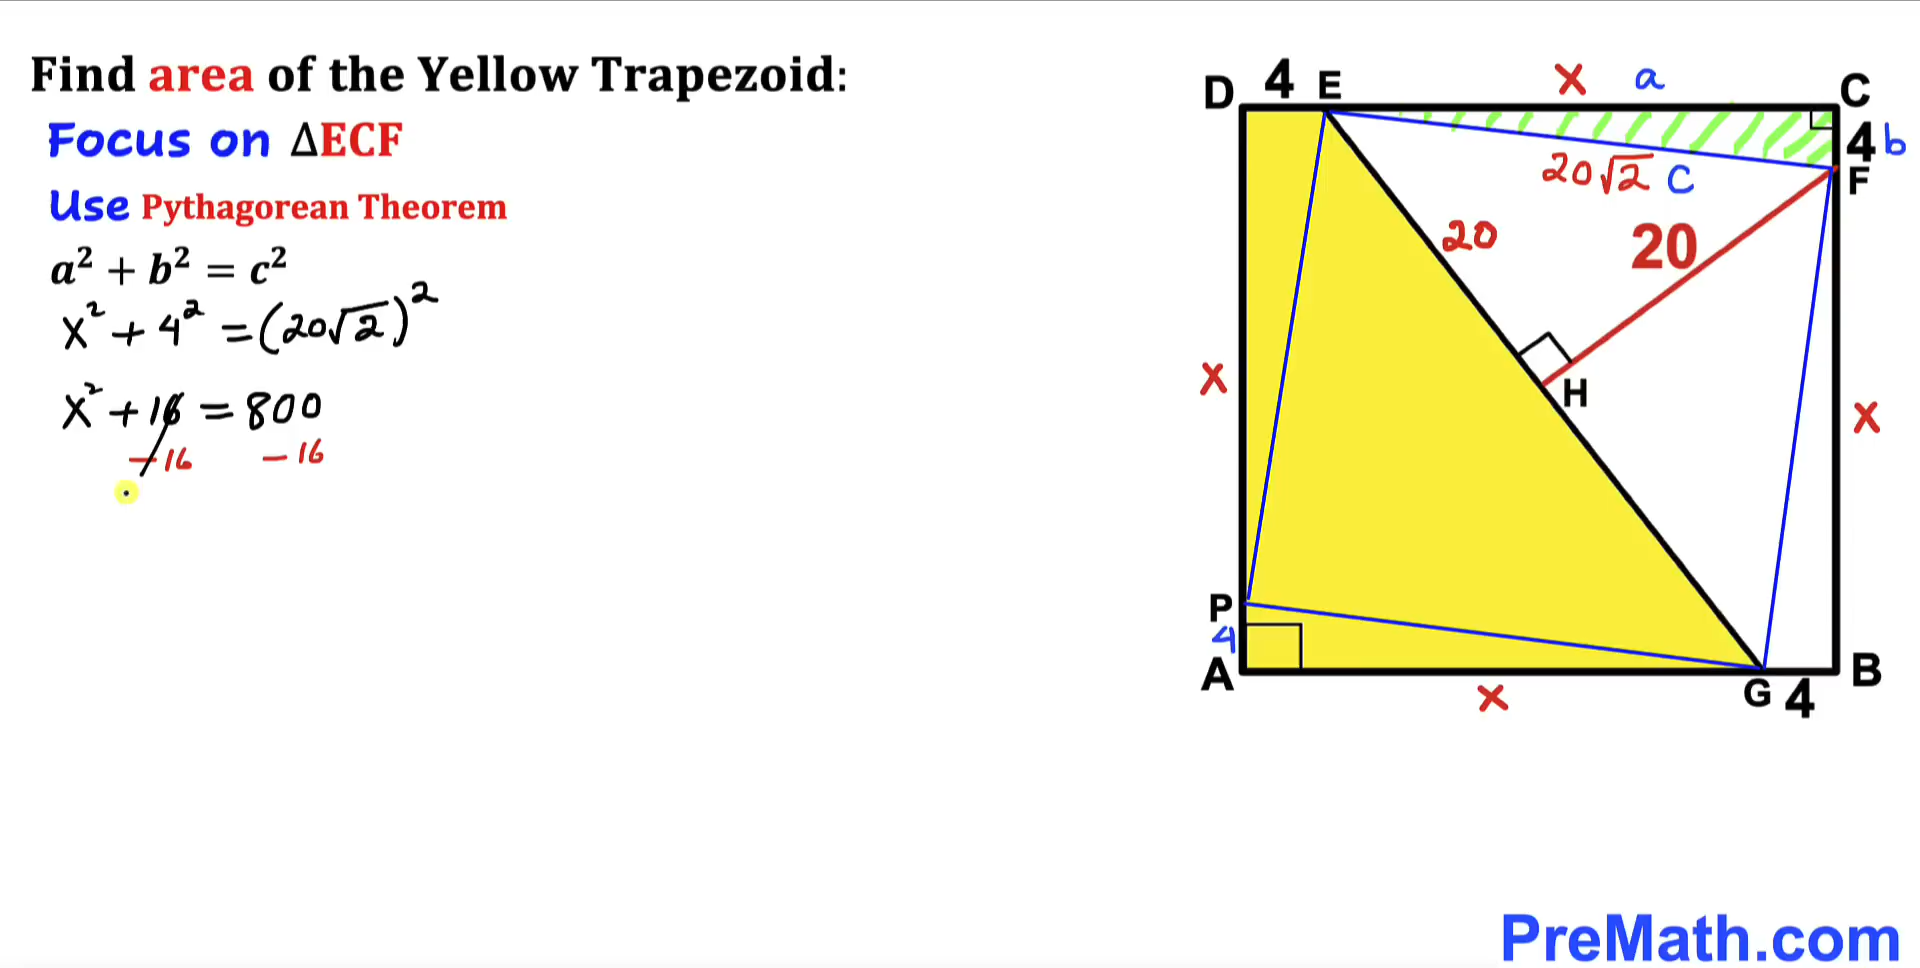 Find area of the Yellow Trapezoid:
Focus on ΔECF
Use Pythagorean Theorem
a² + b² = c²
x² + 4² = (20√2)²
x² + 16 = 800
−16 −16
D 4 E x a C
4 b
F
20√2 c
20
20
H
x
x
P
4
A
x
G 4
B
PreMath.com